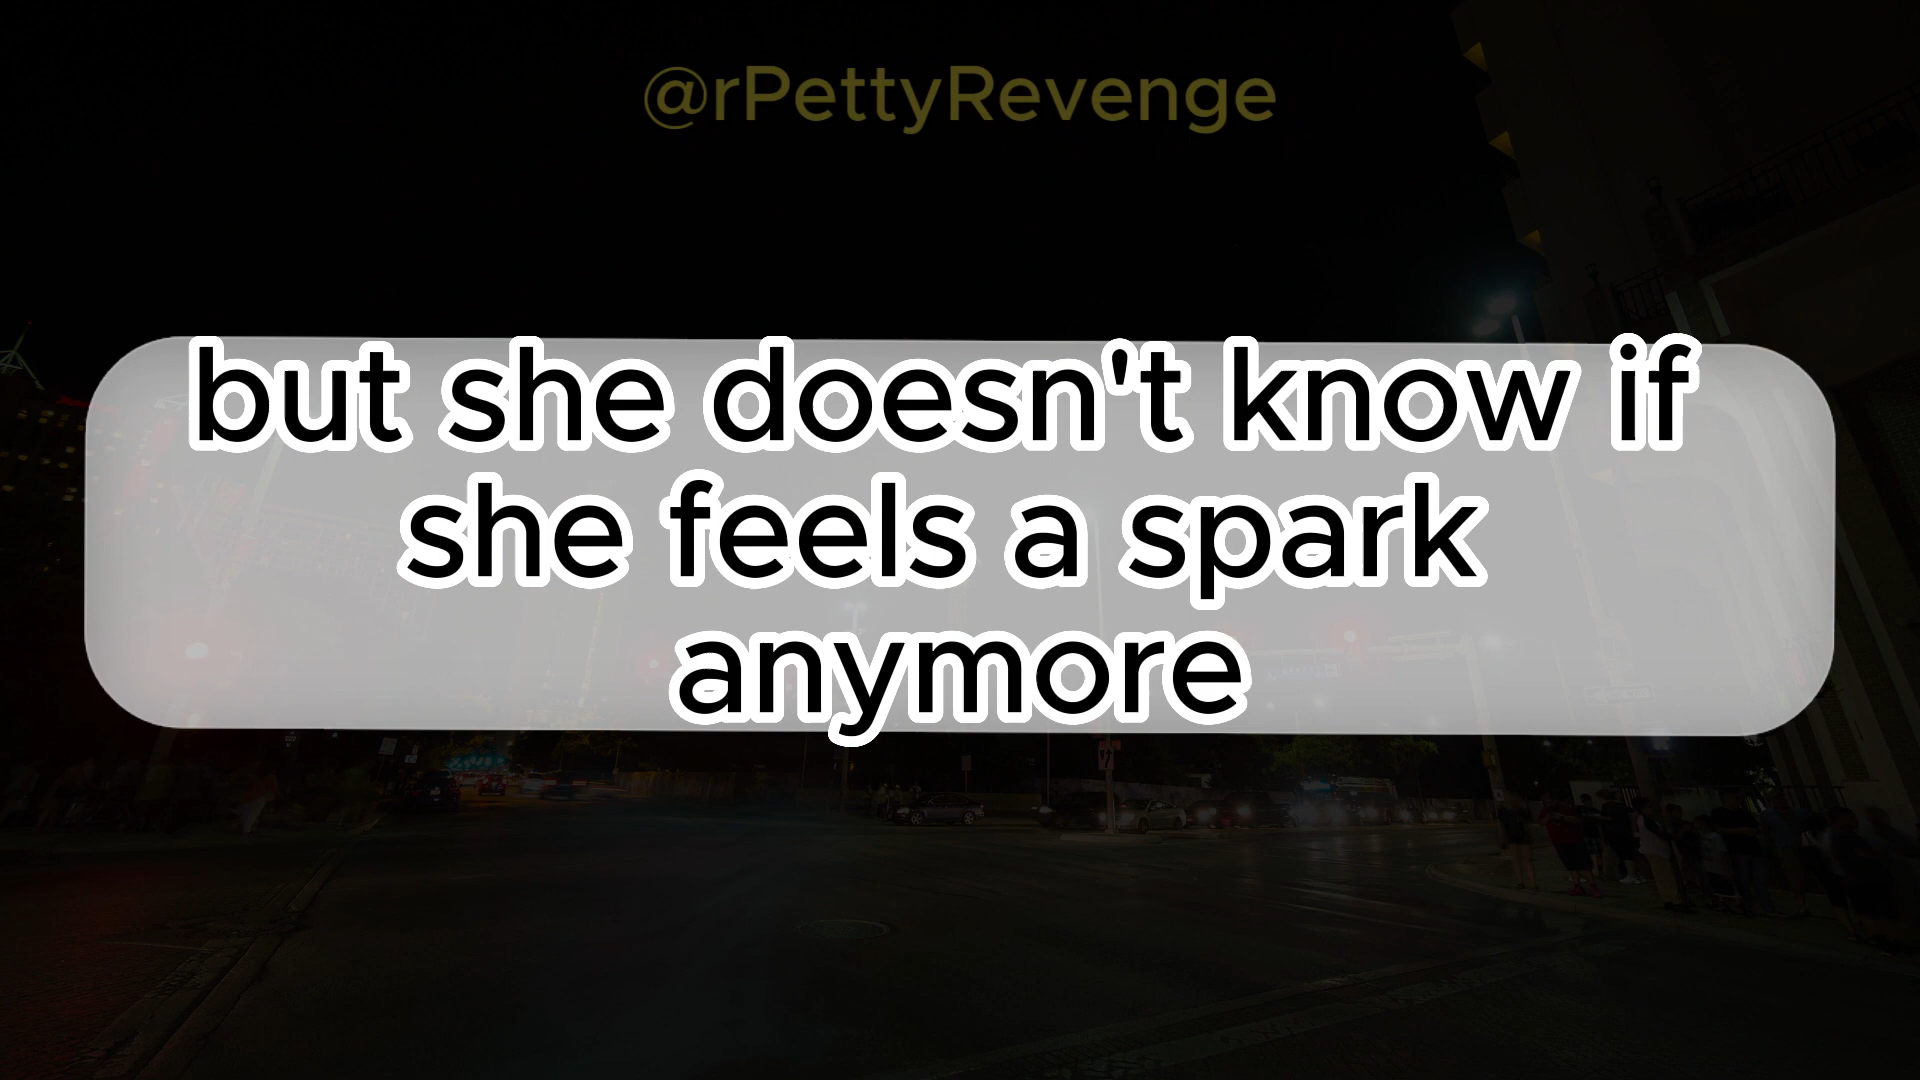 @rPettyRevenge
but she doesn't know if
she feels a spark
anymore